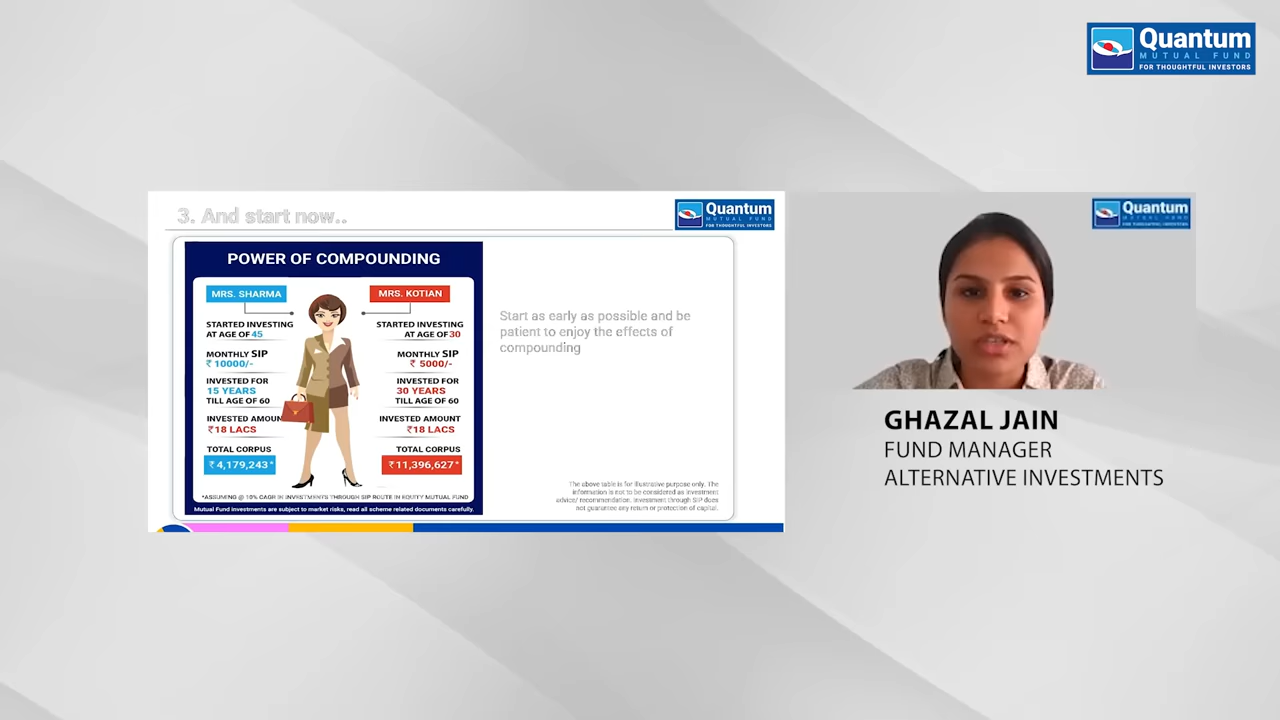 Quantum
MUTUAL FUND
FOR THOUGHTFUL INVESTORS
3. And start now..
Quantum
MUTUAL FUND
FOR THOUGHTFUL INVESTORS
POWER OF COMPOUNDING
MRS. SHARMA
STARTED INVESTING
AT AGE OF 45
MONTHLY SIP
₹ 10000/-
INVESTED FOR
15 YEARS
TILL AGE OF 60
INVESTED AMOUN
₹18 LACS
TOTAL CORPUS
₹4,179,243*
MRS. KOTIAN
STARTED INVESTING
AT AGE OF 30
MONTHLY SIP
₹ 5000/-
INVESTED FOR
30 YEARS
TILL AGE OF 60
INVESTED AMOUNT
₹18 LACS
TOTAL CORPUS
₹11,396,627*
*ASSUMING @ 10% CAGR IN INVESTMENTS THROUGH SIP ROUTE IN EQUITY MUTUAL FUND
Mutual Fund investments are subject to market risks, read all scheme related documents carefully.
Start as early as possible and be
patient to enjoy the effects of
compounding
The above table is for illustrative purpose only. The
information is not to be considered as investment
advice/ recommendation. Investment through SIP does
not guarantee any return or protection of capital.
Quantum
MUTUAL FUND
FOR THOUGHTFUL INVESTORS
GHAZAL JAIN
FUND MANAGER
ALTERNATIVE INVESTMENTS